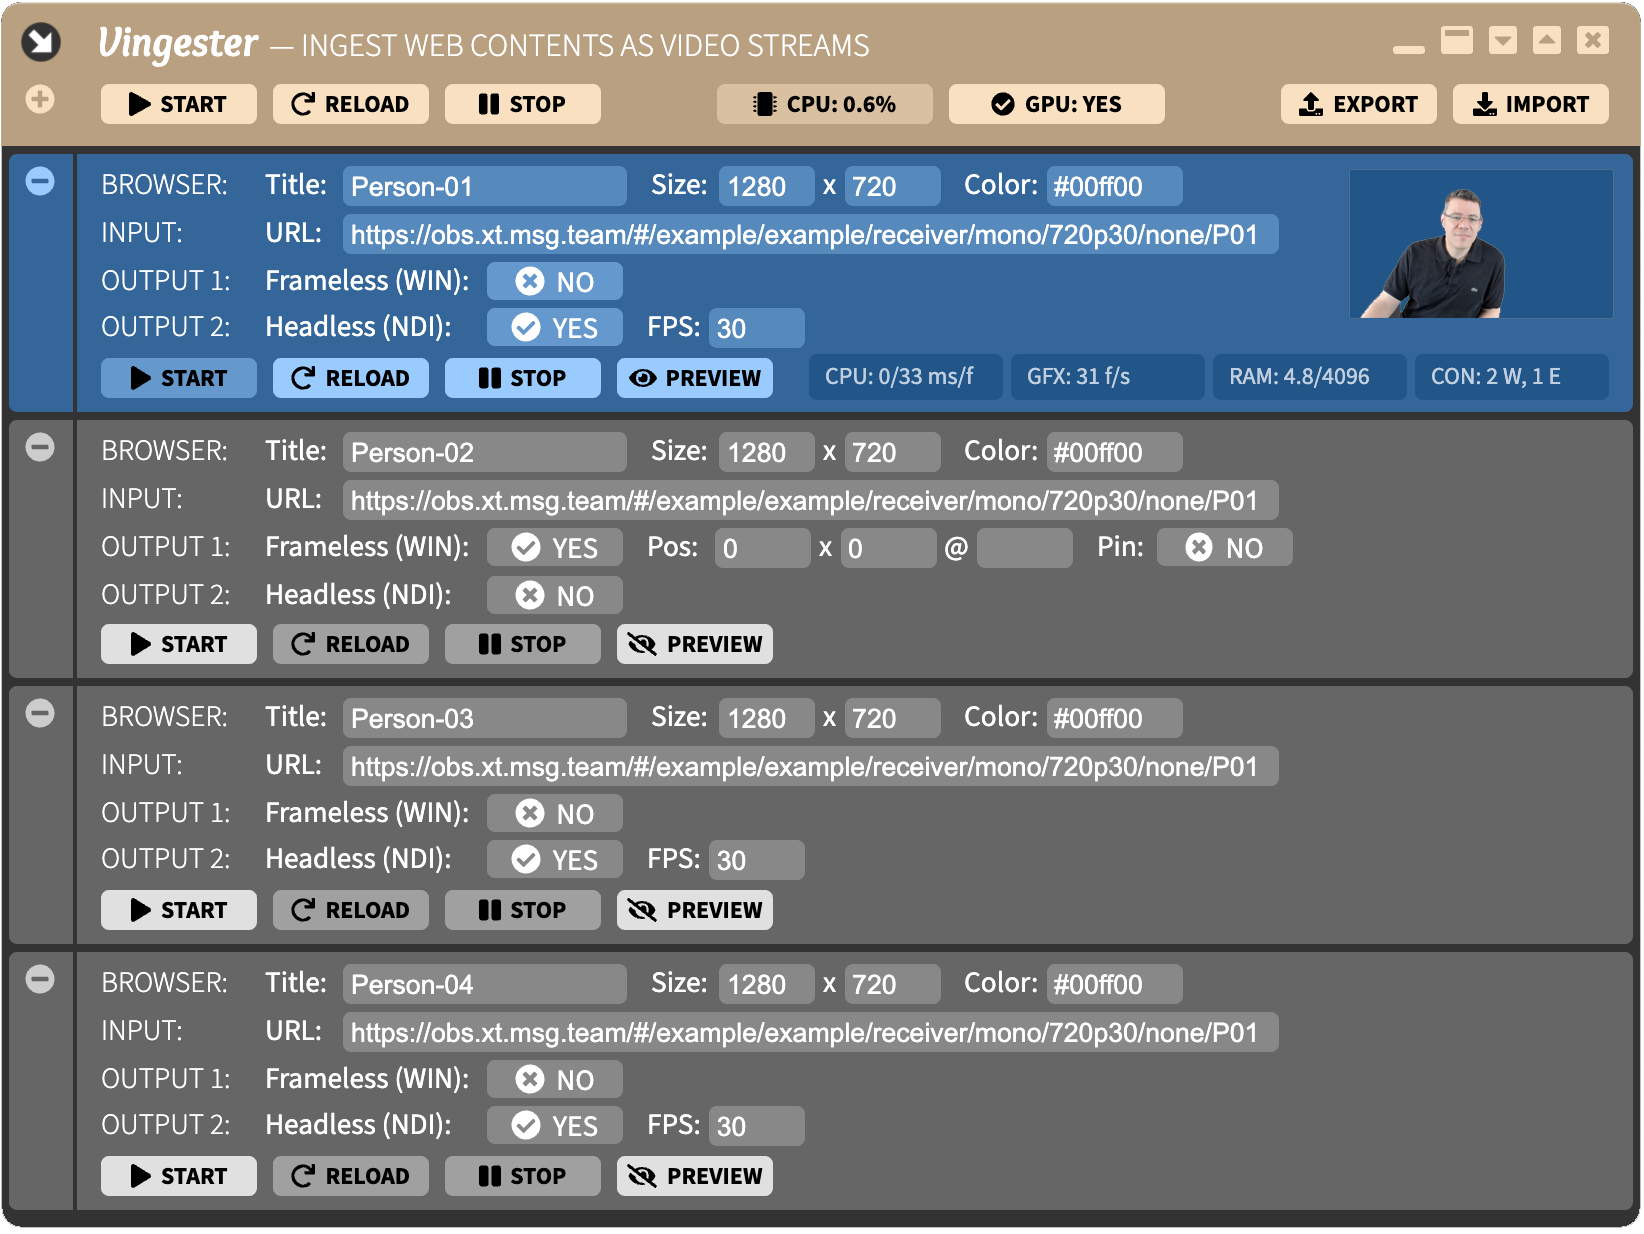 Vingester — INGEST WEB CONTENTS AS VIDEO STREAMS
START RELOAD STOP CPU: 0.6% GPU: YES EXPORT IMPORT
BROWSER: Title: Person-01 Size: 1280 x 720 Color: #00ff00
INPUT: URL: https://obs.xt.msg.team/#/example/example/receiver/mono/720p30/none/P01
OUTPUT 1: Frameless (WIN): NO
OUTPUT 2: Headless (NDI): YES FPS: 30
START RELOAD STOP PREVIEW CPU: 0/33 ms/f GFX: 31 f/s RAM: 4.8/4096 CON: 2 W, 1 E
BROWSER: Title: Person-02 Size: 1280 x 720 Color: #00ff00
INPUT: URL: https://obs.xt.msg.team/#/example/example/receiver/mono/720p30/none/P01
OUTPUT 1: Frameless (WIN): YES Pos: 0 x 0 @ Pin: NO
OUTPUT 2: Headless (NDI): NO
START RELOAD STOP PREVIEW
BROWSER: Title: Person-03 Size: 1280 x 720 Color: #00ff00
INPUT: URL: https://obs.xt.msg.team/#/example/example/receiver/mono/720p30/none/P01
OUTPUT 1: Frameless (WIN): NO
OUTPUT 2: Headless (NDI): YES FPS: 30
START RELOAD STOP PREVIEW
BROWSER: Title: Person-04 Size: 1280 x 720 Color: #00ff00
INPUT: URL: https://obs.xt.msg.team/#/example/example/receiver/mono/720p30/none/P01
OUTPUT 1: Frameless (WIN): NO
OUTPUT 2: Headless (NDI): YES FPS: 30
START RELOAD STOP PREVIEW